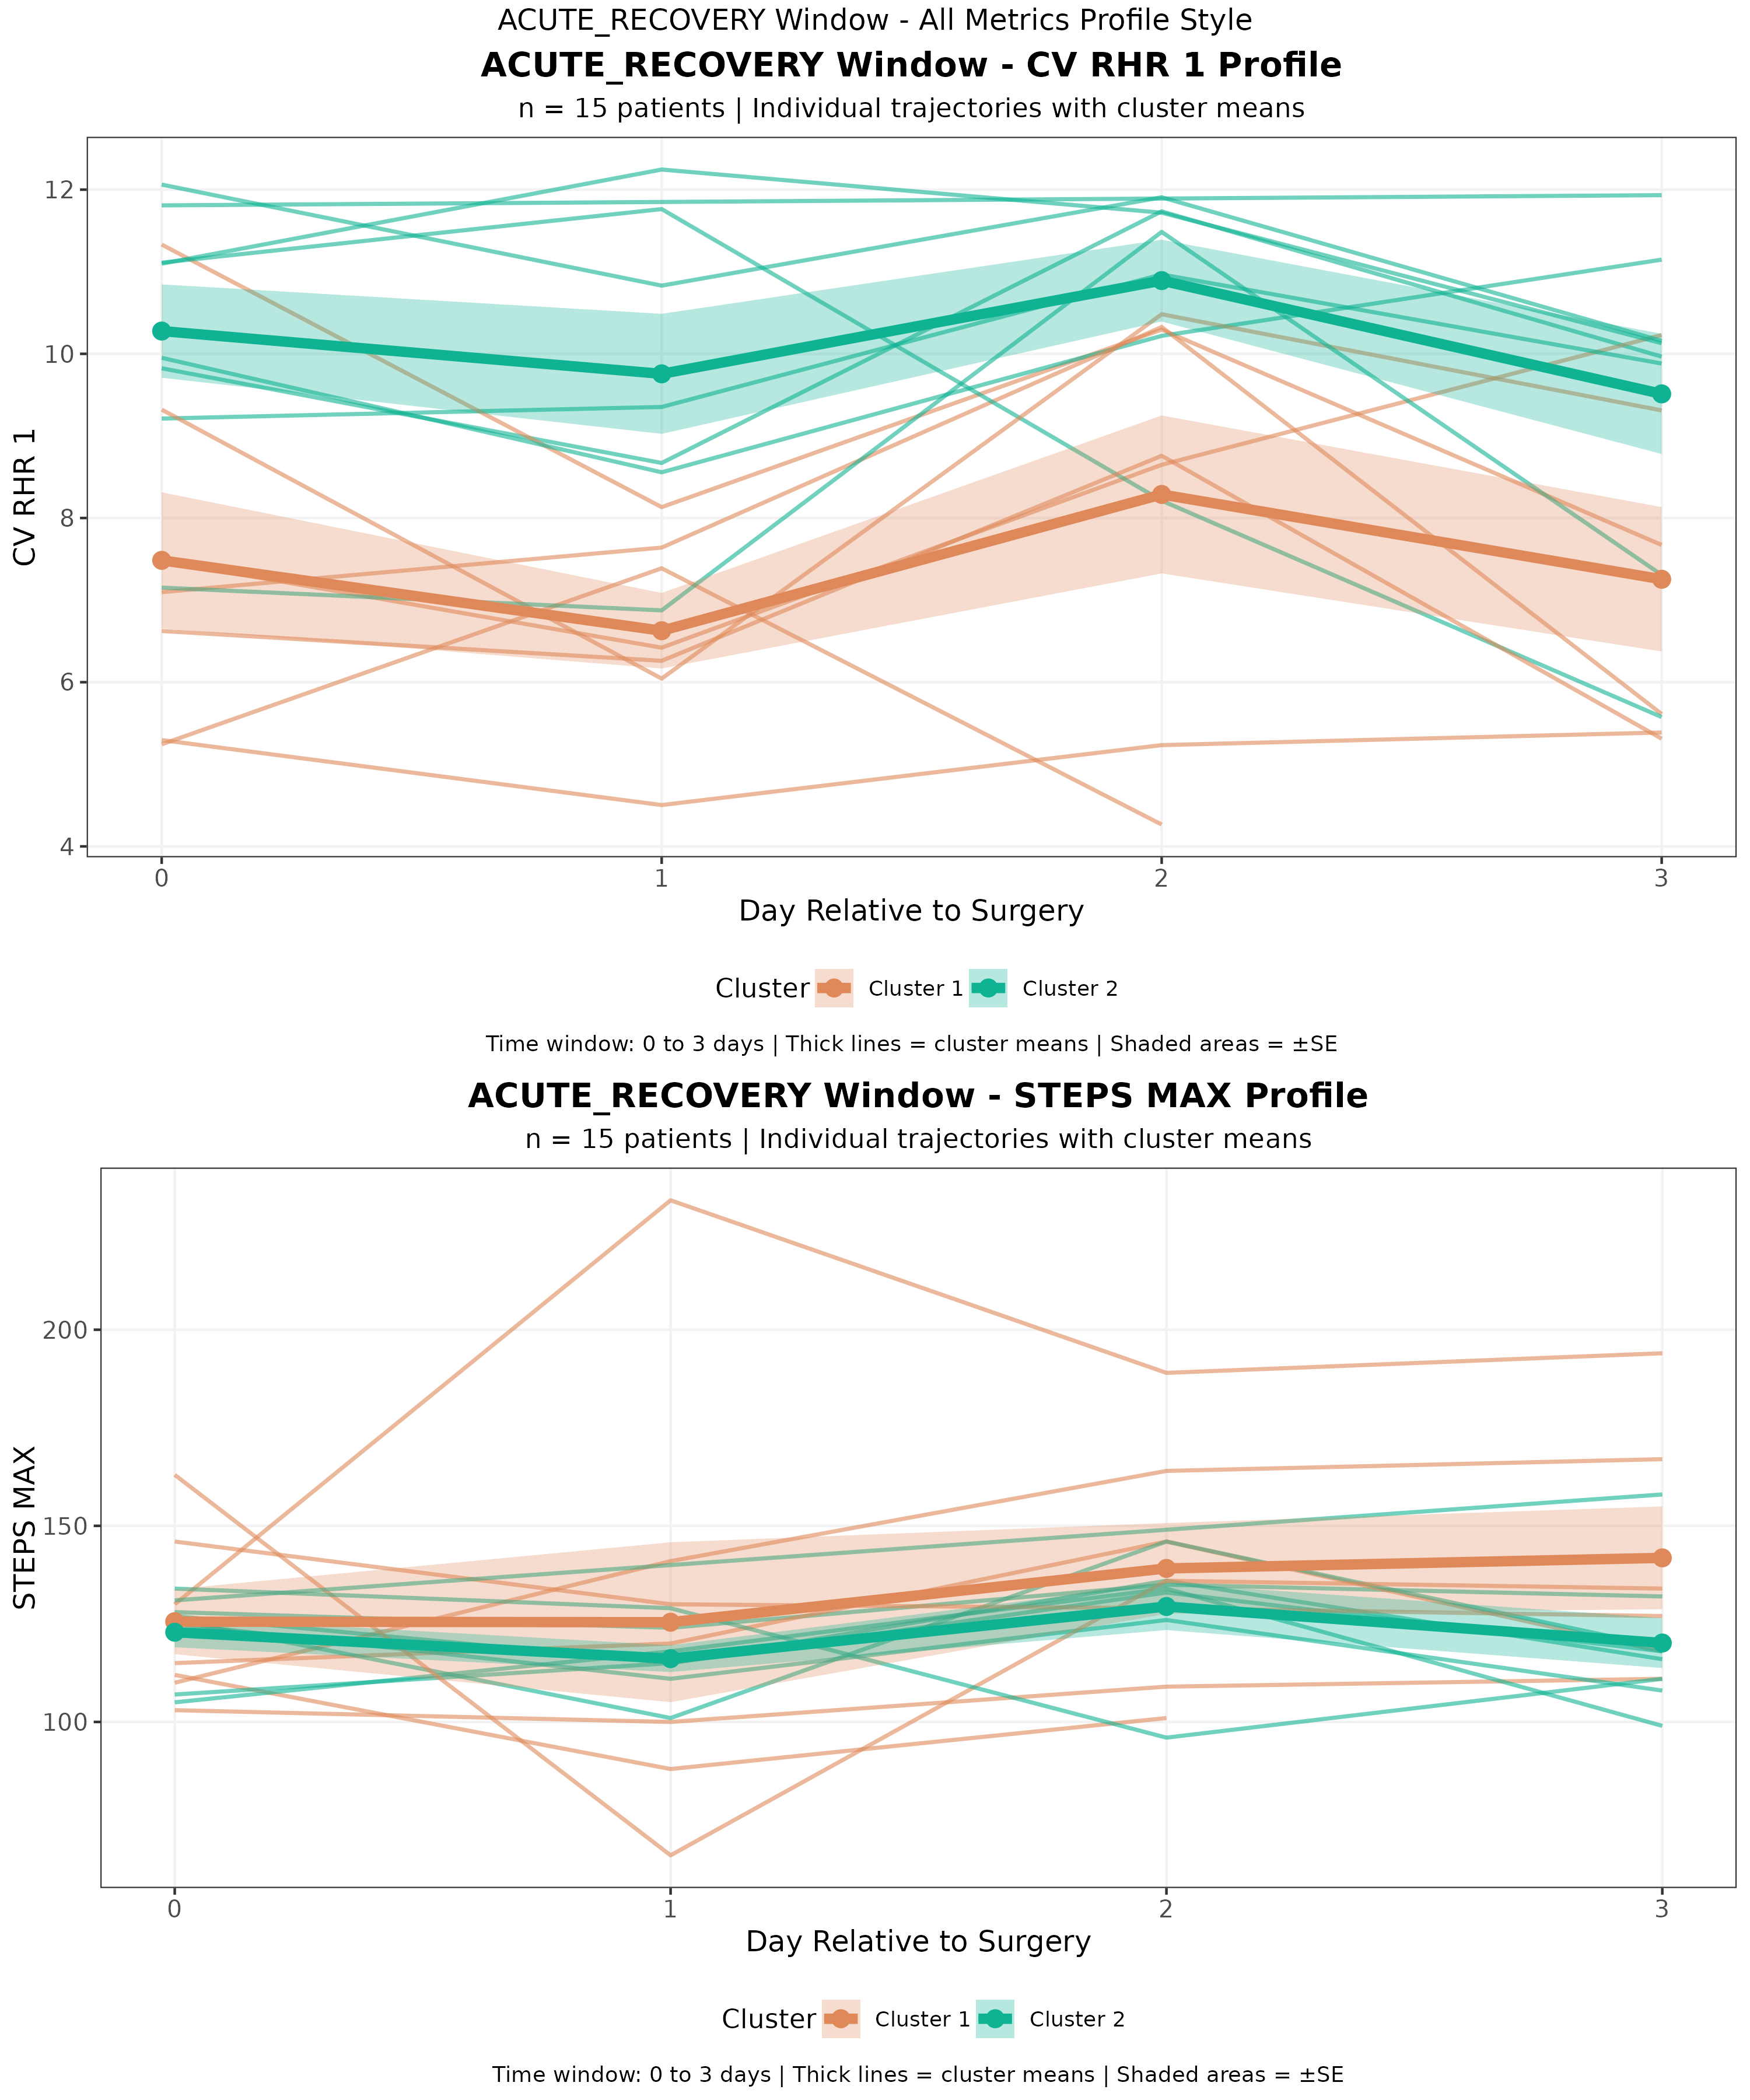 ACUTE_RECOVERY Window - All Metrics Profile Style
ACUTE_RECOVERY Window - CV RHR 1 Profile
n = 15 patients | Individual trajectories with cluster means
12
10
8
6
4
CV RHR 1
0 1 2 3
Day Relative to Surgery
Cluster Cluster 1 Cluster 2
Time window: 0 to 3 days | Thick lines = cluster means | Shaded areas = ±SE
ACUTE_RECOVERY Window - STEPS MAX Profile
n = 15 patients | Individual trajectories with cluster means
200
150
100
STEPS MAX
0 1 2 3
Day Relative to Surgery
Cluster Cluster 1 Cluster 2
Time window: 0 to 3 days | Thick lines = cluster means | Shaded areas = ±SE